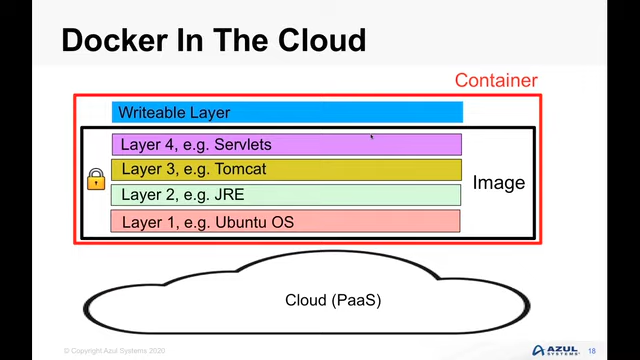 Docker In The Cloud
Container
Writeable Layer
Layer 4, e.g. Servlets
Layer 3, e.g. Tomcat
Layer 2, e.g. JRE
Image
Layer 1, e.g. Ubuntu OS
Cloud (PaaS)
© Copyright Azul Systems 2020
AZUL
SYSTEMS
18